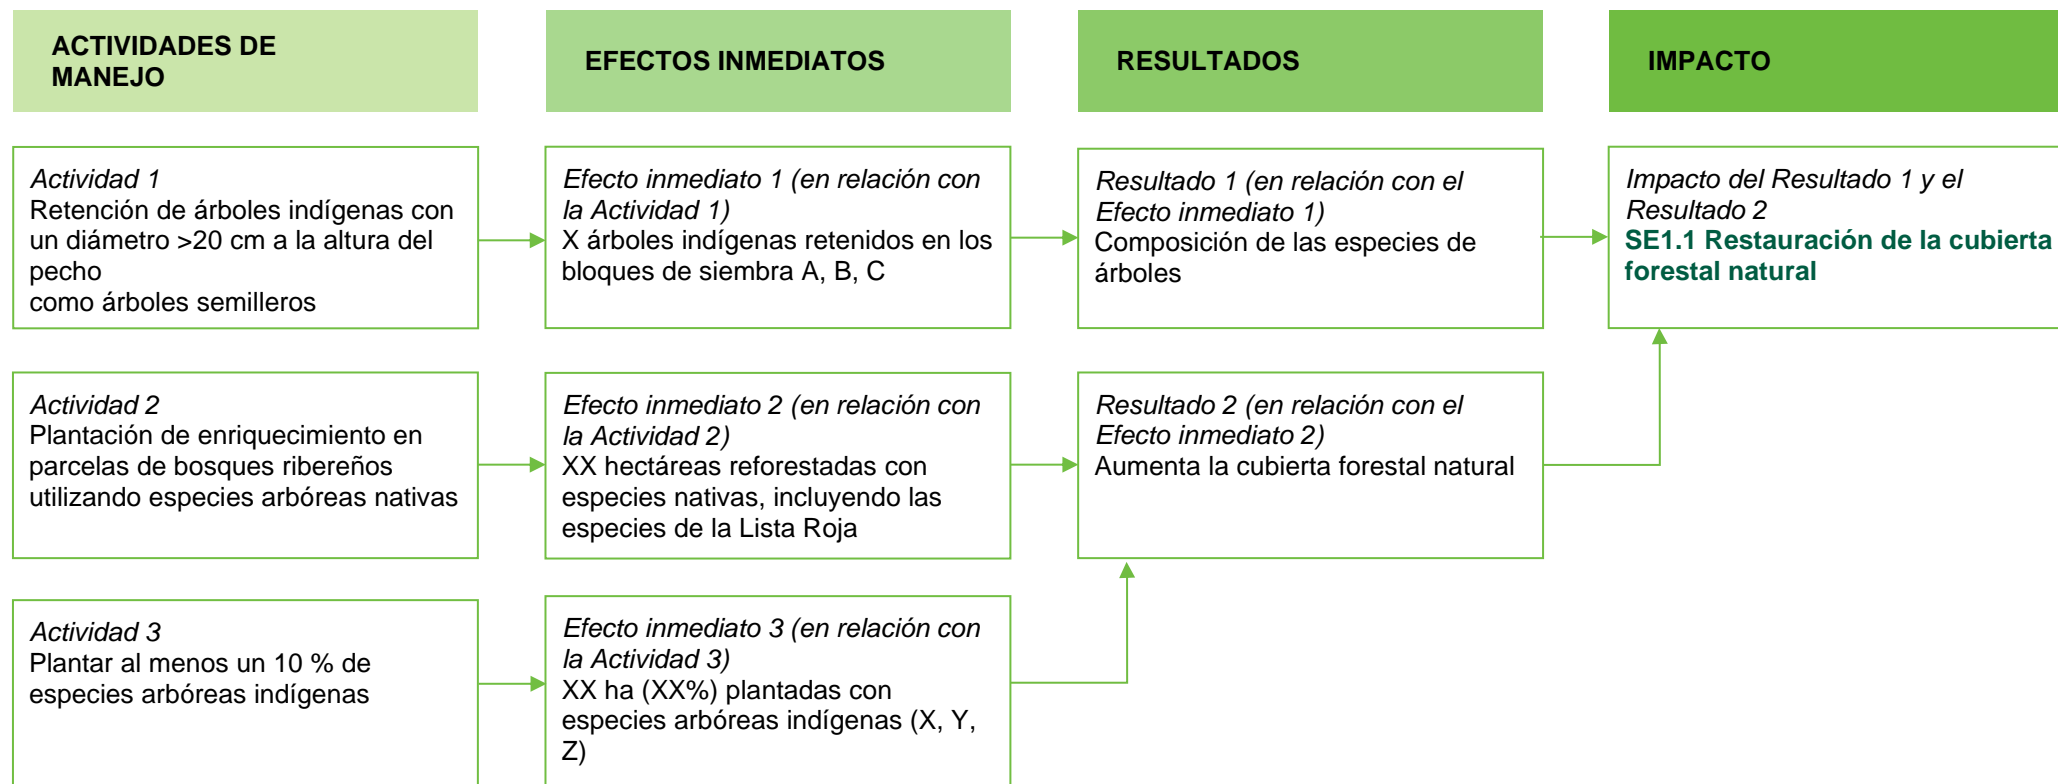 ACTIVIDADES DE
MANEJO
EFECTOS INMEDIATOS
RESULTADOS
IMPACTO
Actividad 1
Retención de árboles indígenas con
un diámetro >20 cm a la altura del
pecho
como árboles semilleros
Efecto inmediato 1 (en relación con
la Actividad 1)
X árboles indígenas retenidos en los
bloques de siembra A, B, C
Resultado 1 (en relación con el
Efecto inmediato 1)
Composición de las especies de
árboles
Impacto del Resultado 1 y el
Resultado 2
SE1.1 Restauración de la cubierta
forestal natural
Actividad 2
Plantación de enriquecimiento en
parcelas de bosques ribereños
utilizando especies arbóreas nativas
Efecto inmediato 2 (en relación con
la Actividad 2)
XX hectáreas reforestadas con
especies nativas, incluyendo las
especies de la Lista Roja
Resultado 2 (en relación con el
Efecto inmediato 2)
Aumenta la cubierta forestal natural
Actividad 3
Plantar al menos un 10 % de
especies arbóreas indígenas
Efecto inmediato 3 (en relación con
la Actividad 3)
XX ha (XX%) plantadas con
especies arbóreas indígenas (X, Y,
Z)